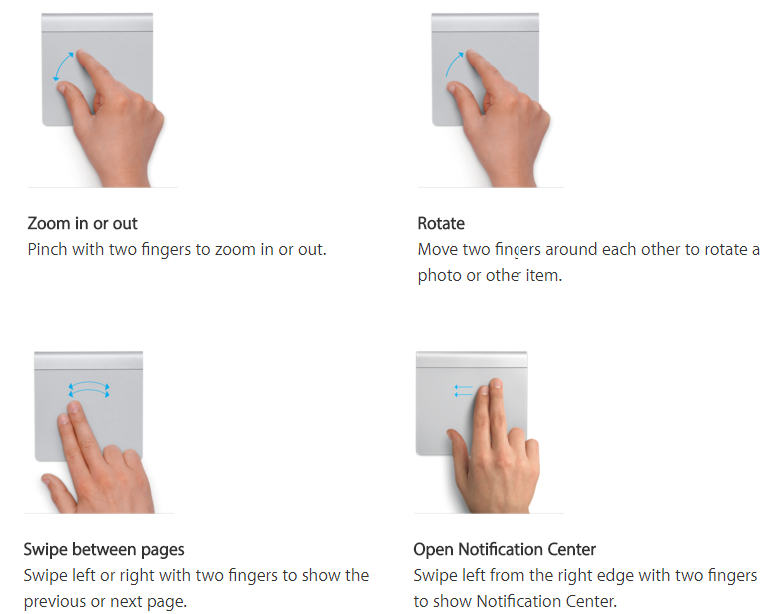 Zoom in or out
Pinch with two fingers to zoom in or out.
Rotate
Move two fingers around each other to rotate a
photo or other item.
Swipe between pages
Swipe left or right with two fingers to show the
previous or next page.
Open Notification Center
Swipe left from the right edge with two fingers
to show Notification Center.